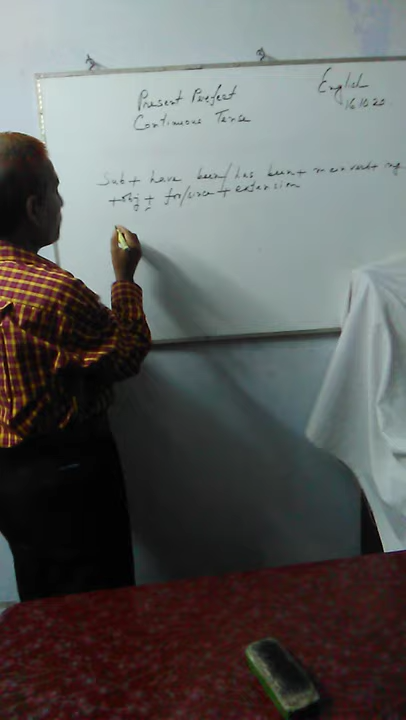 Present Perfect
Continuous Tense
English
16.10.20
Sub + have been/has been + main verb + ing
+ obj + for/since + extension